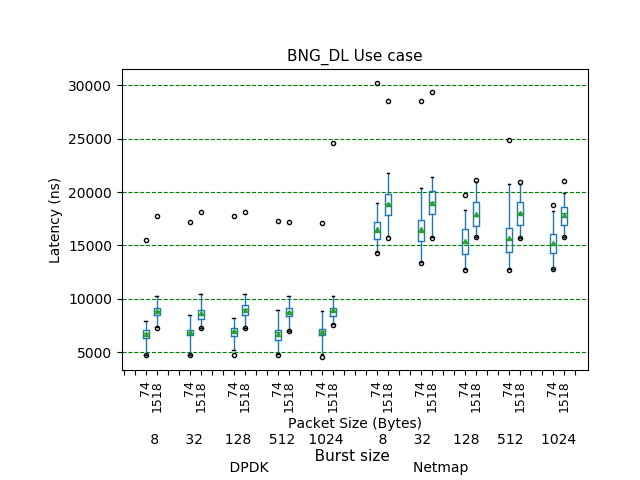 BNG_DL Use case
30000
25000
20000
15000
10000
5000
Latency (ns)
74 1518 74 1518 74 1518 74 1518 74 1518 74 1518 74 1518 74 1518 74 1518 74 1518
Packet Size (Bytes)
8 32 128 512 1024 8 32 128 512 1024
Burst size
DPDK Netmap